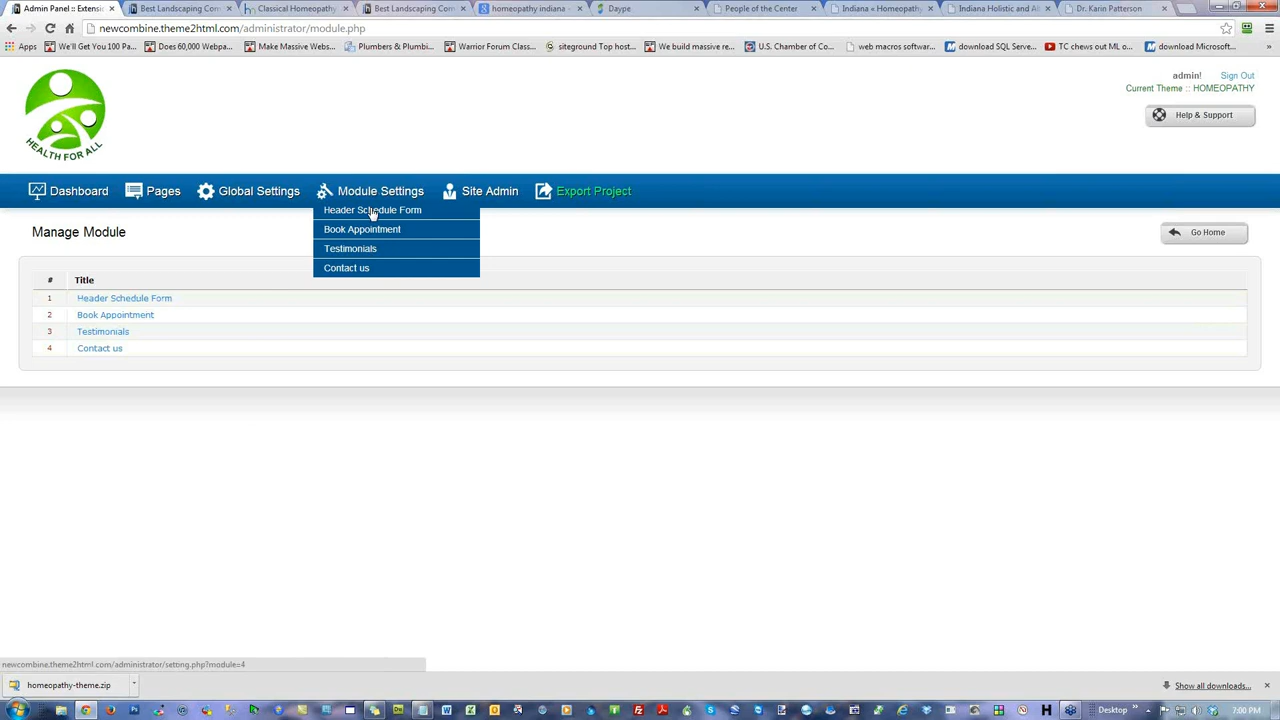 Admin Panel :: Extensi
Best Landscaping Com
Classical Homeopathy
Best Landscaping Com
homeopathy indiana -
Daype
People of the Center
Indiana « Homeopathy
Indiana Holistic and Al
Dr. Karin Patterson
newcombine.theme2html.com/administrator/module.php
Apps
We'll Get You 100 Pa...
Does 60,000 Webpa...
Make Massive Webs...
Plumbers & Plumbi...
Warrior Forum Class...
siteground Top host...
We build massive re...
U.S. Chamber of Co...
web macros softwar...
download SQL Serve...
TC chews out ML o...
download Microsoft...
»
HEALTH FOR ALL
admin!
Sign Out
Current Theme :: HOMEOPATHY
Help & Support
Dashboard
Pages
Global Settings
Module Settings
Site Admin
Export Project
Header Schedule Form
Book Appointment
Testimonials
Contact us
Manage Module
Go Home
# Title
1 Header Schedule Form
2 Book Appointment
3 Testimonials
4 Contact us
newcombine.theme2html.com/administrator/setting.php?module=4
homeopathy-theme.zip
Show all downloads...
Desktop
»
7:00 PM